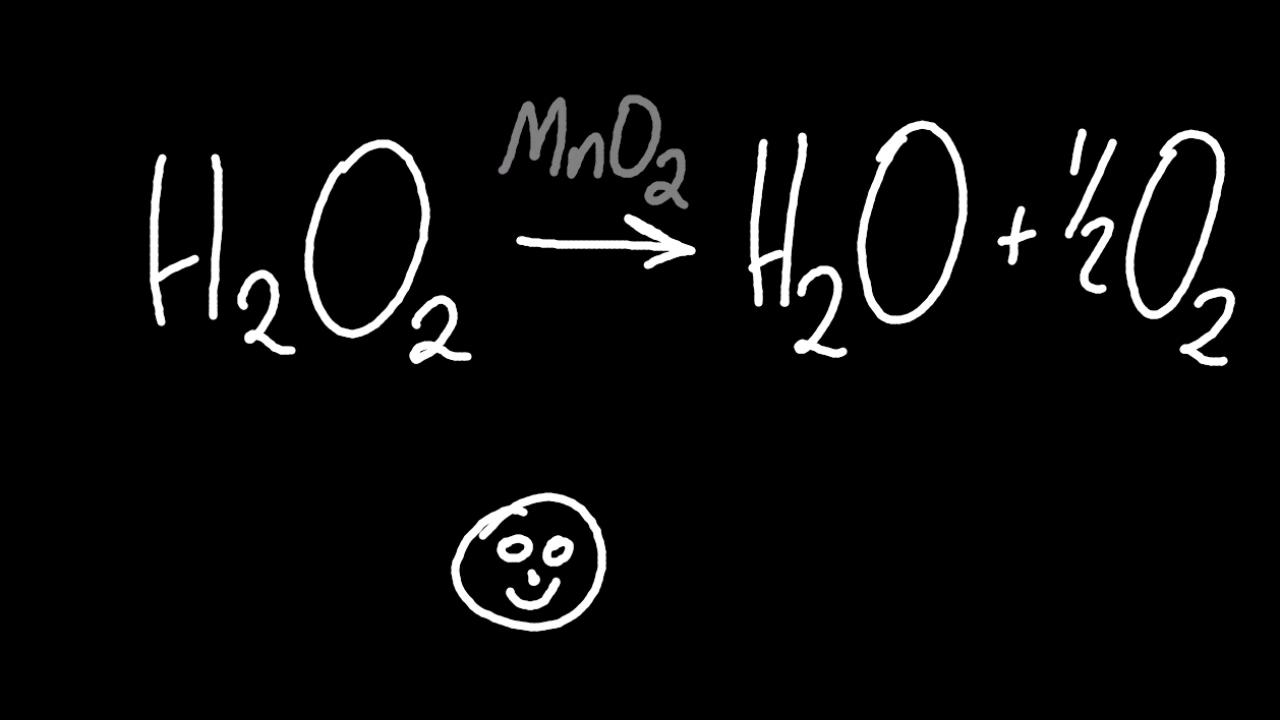 H₂O₂ MnO₂ → H₂O + ½O₂